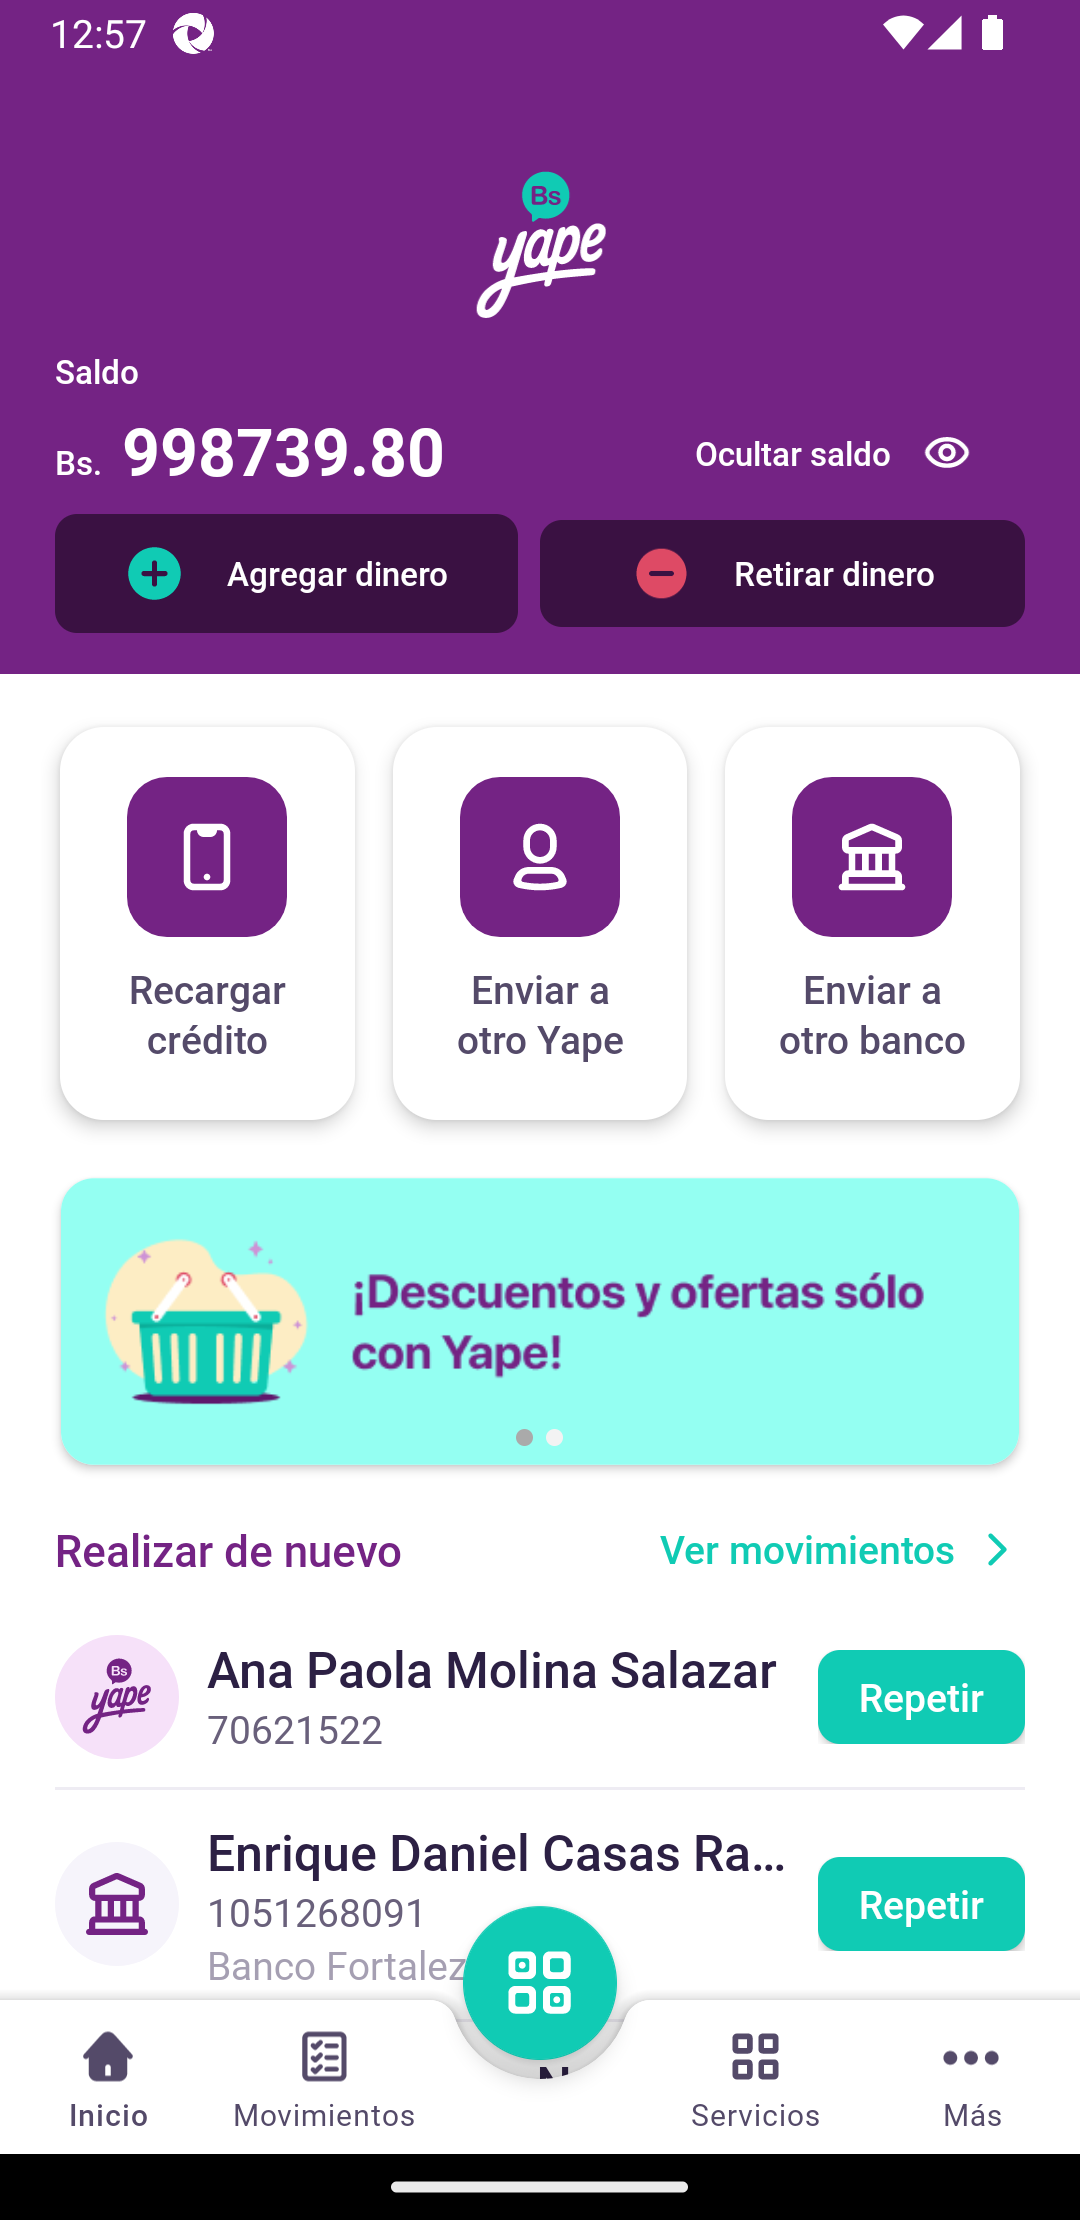 12:57
Bs
yape
Saldo
Bs. 998739.80
Ocultar saldo
Agregar dinero
Retirar dinero
Recargar
crédito
Enviar a
otro Yape
Enviar a
otro banco
¡Descuentos y ofertas sólo
con Yape!
Realizar de nuevo
Ver movimientos
Bs
yape
Ana Paola Molina Salazar
70621522
Repetir
Enrique Daniel Casas Ra...
1051268091
Banco Fortalez
Repetir
Inicio
Movimientos
Servicios
Más